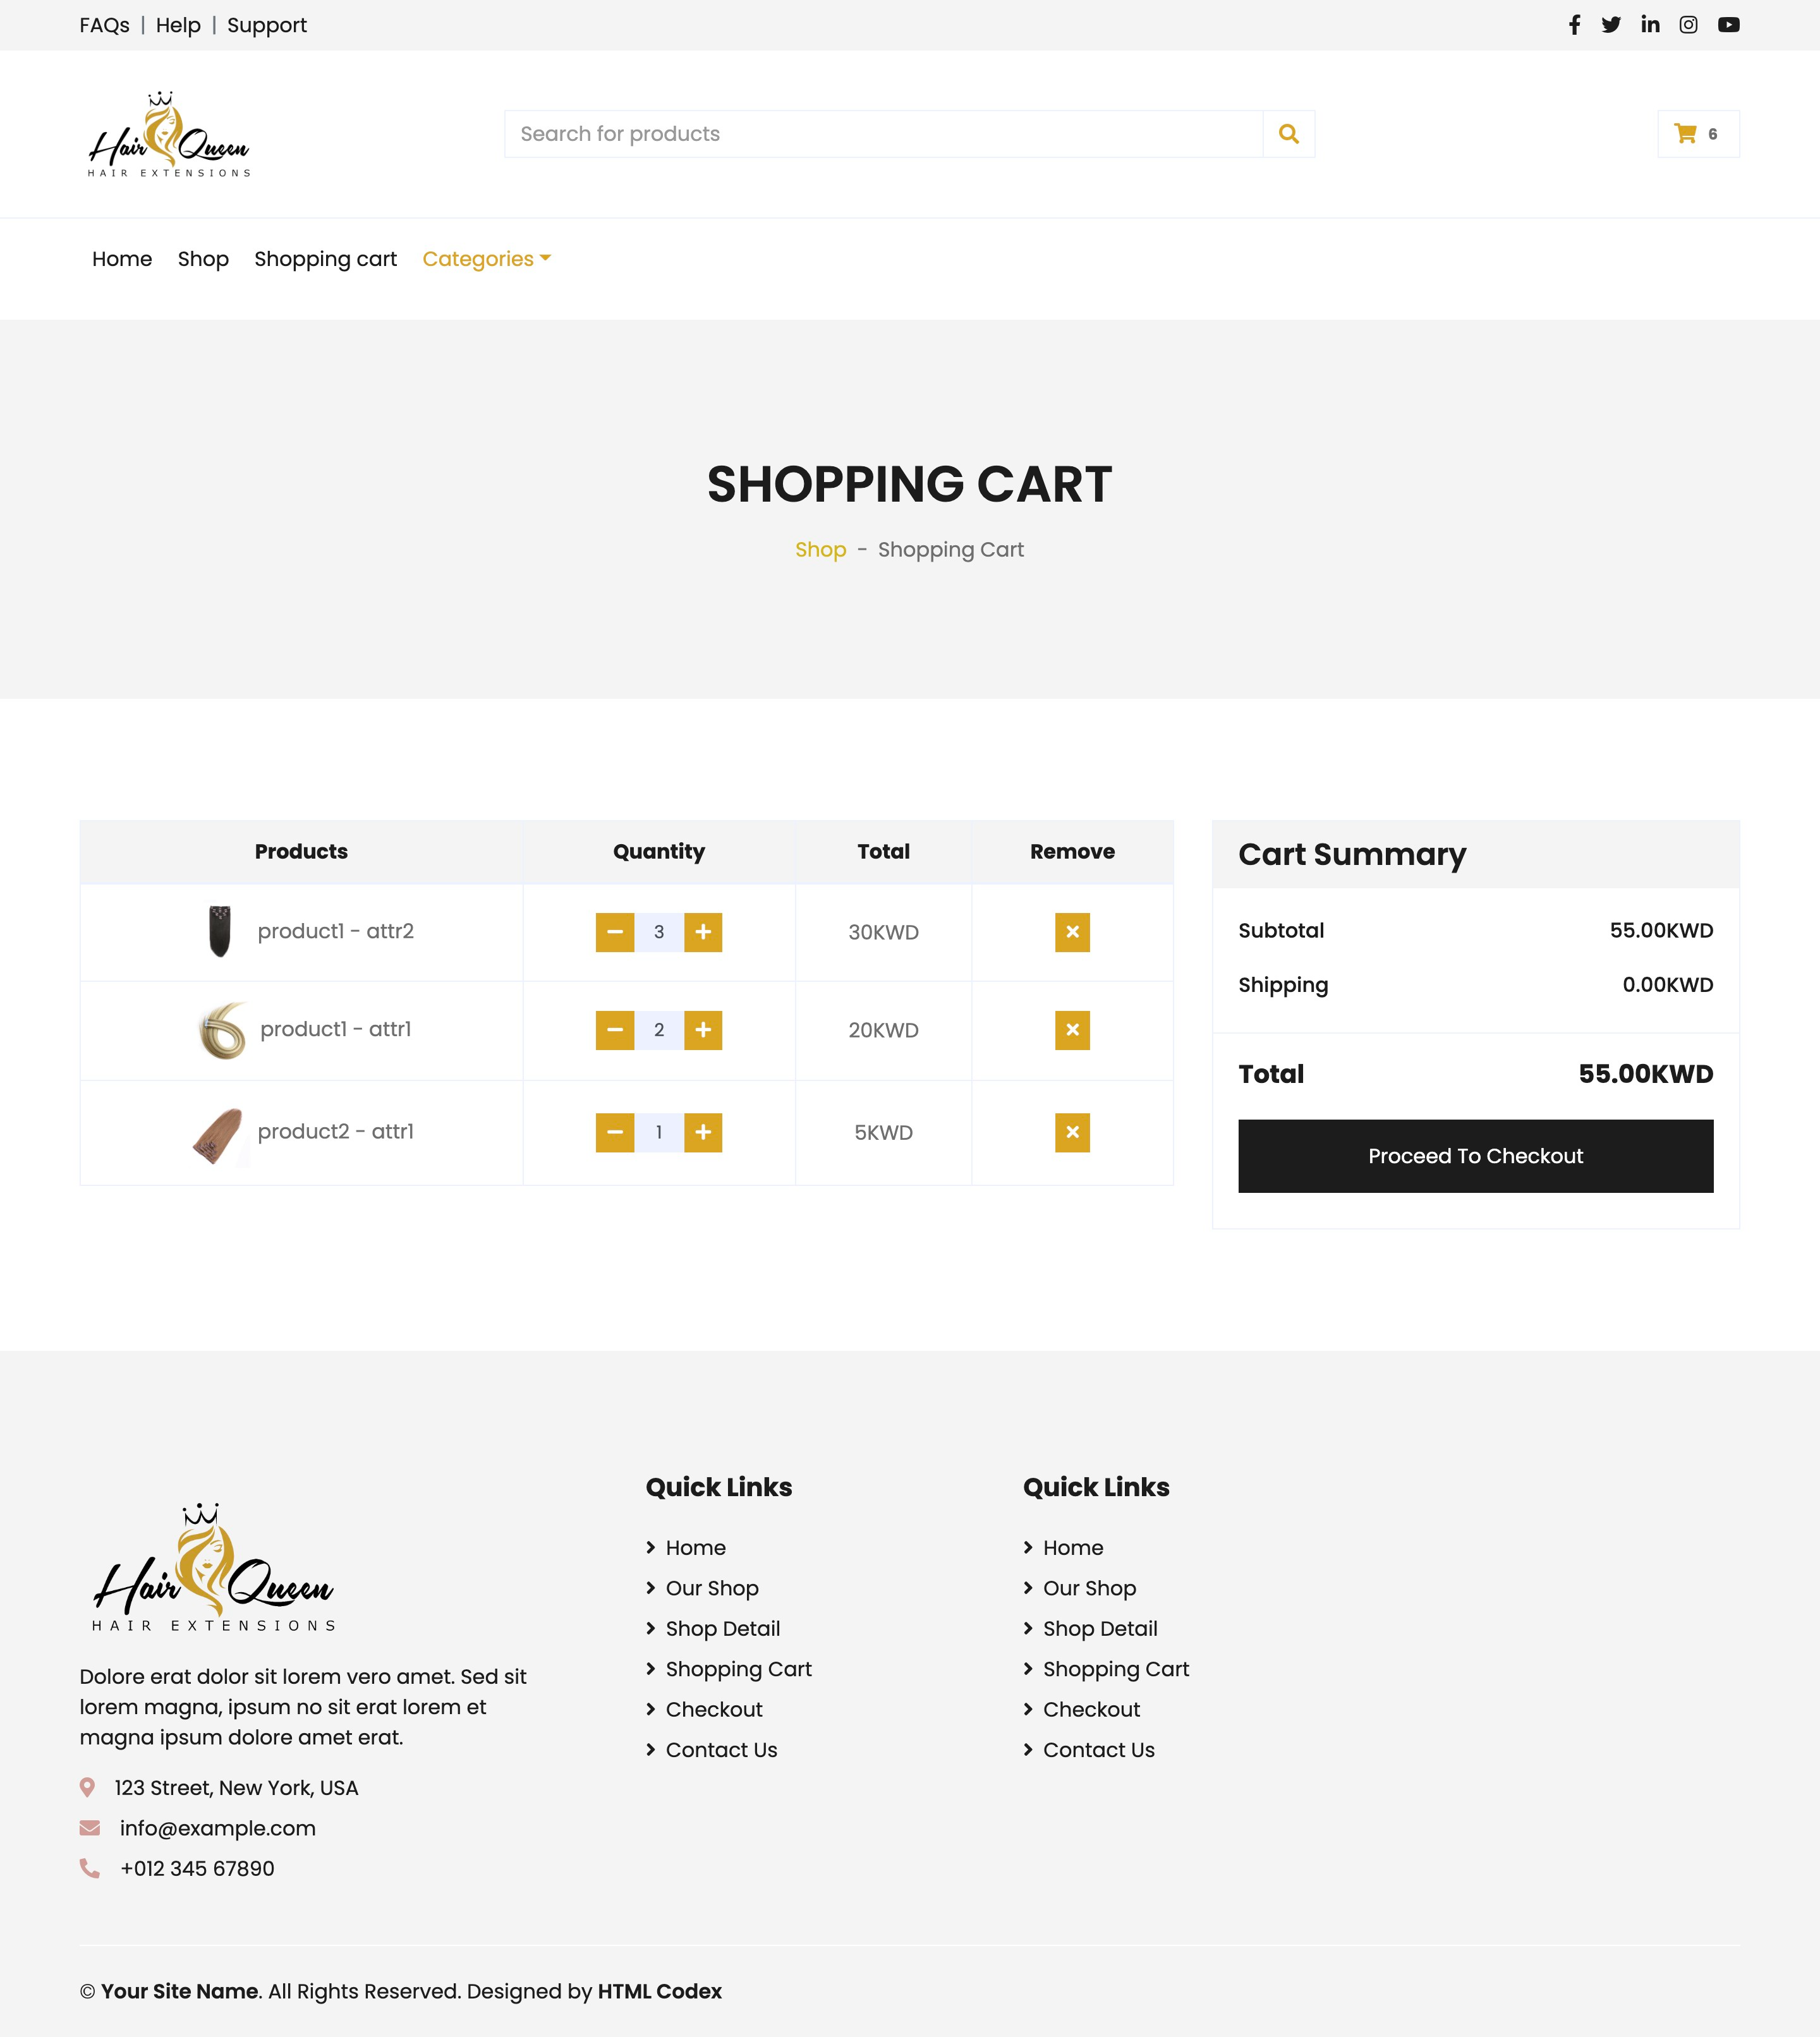 FAQs | Help | Support
Hair Queen
HAIR EXTENSIONS
Search for products
6
Home Shop Shopping cart Categories
SHOPPING CART
Shop - Shopping Cart
Products Quantity Total Remove
product1 - attr2 3 30KWD
product1 - attr1 2 20KWD
product2 - attr1 1 5KWD
Cart Summary
Subtotal 55.00KWD
Shipping 0.00KWD
Total 55.00KWD
Proceed To Checkout
Hair Queen
HAIR EXTENSIONS
Dolore erat dolor sit lorem vero amet. Sed sit
lorem magna, ipsum no sit erat lorem et
magna ipsum dolore amet erat.
123 Street, New York, USA
info@example.com
+012 345 67890
Quick Links
Home
Our Shop
Shop Detail
Shopping Cart
Checkout
Contact Us
Quick Links
Home
Our Shop
Shop Detail
Shopping Cart
Checkout
Contact Us
© Your Site Name. All Rights Reserved. Designed by HTML Codex